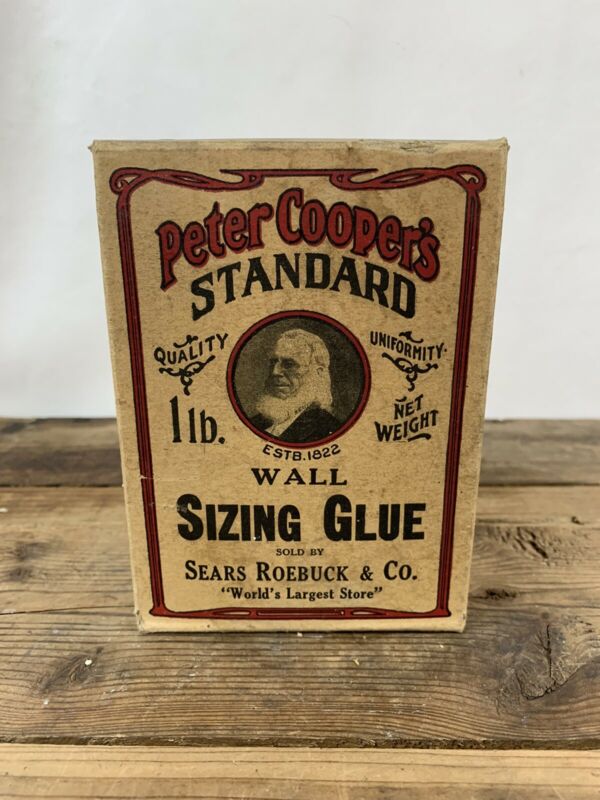 Peter Cooper's
STANDARD
QUALITY
UNIFORMITY
1 lb.
NET
WEIGHT
ESTB. 1822
WALL
SIZING GLUE
SOLD BY
SEARS ROEBUCK & CO.
"World's Largest Store"